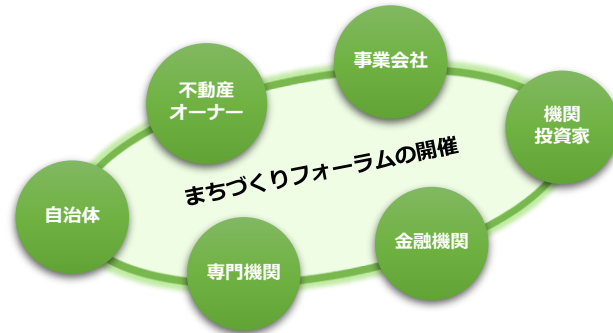 事業会社
不動産
オーナー
機関
投資家
まちづくりフォーラムの開催
自治体
金融機関
専門機関